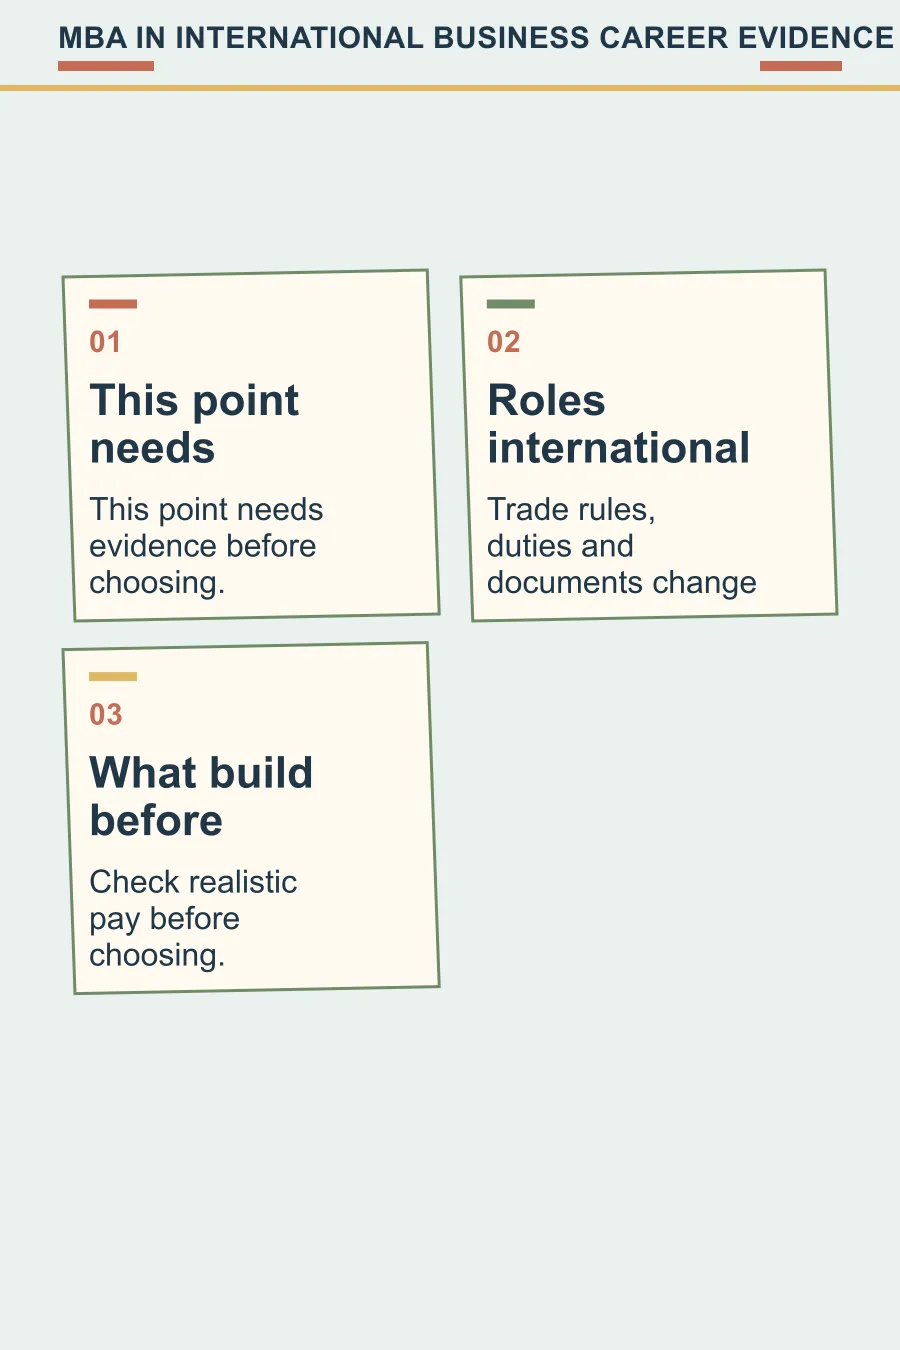 MBA IN INTERNATIONAL BUSINESS CAREER EVIDENCE
01
This point
needs
This point needs
evidence before
choosing.
02
Roles
international
Trade rules,
duties and
documents change
03
What build
before
Check realistic
pay before
choosing.